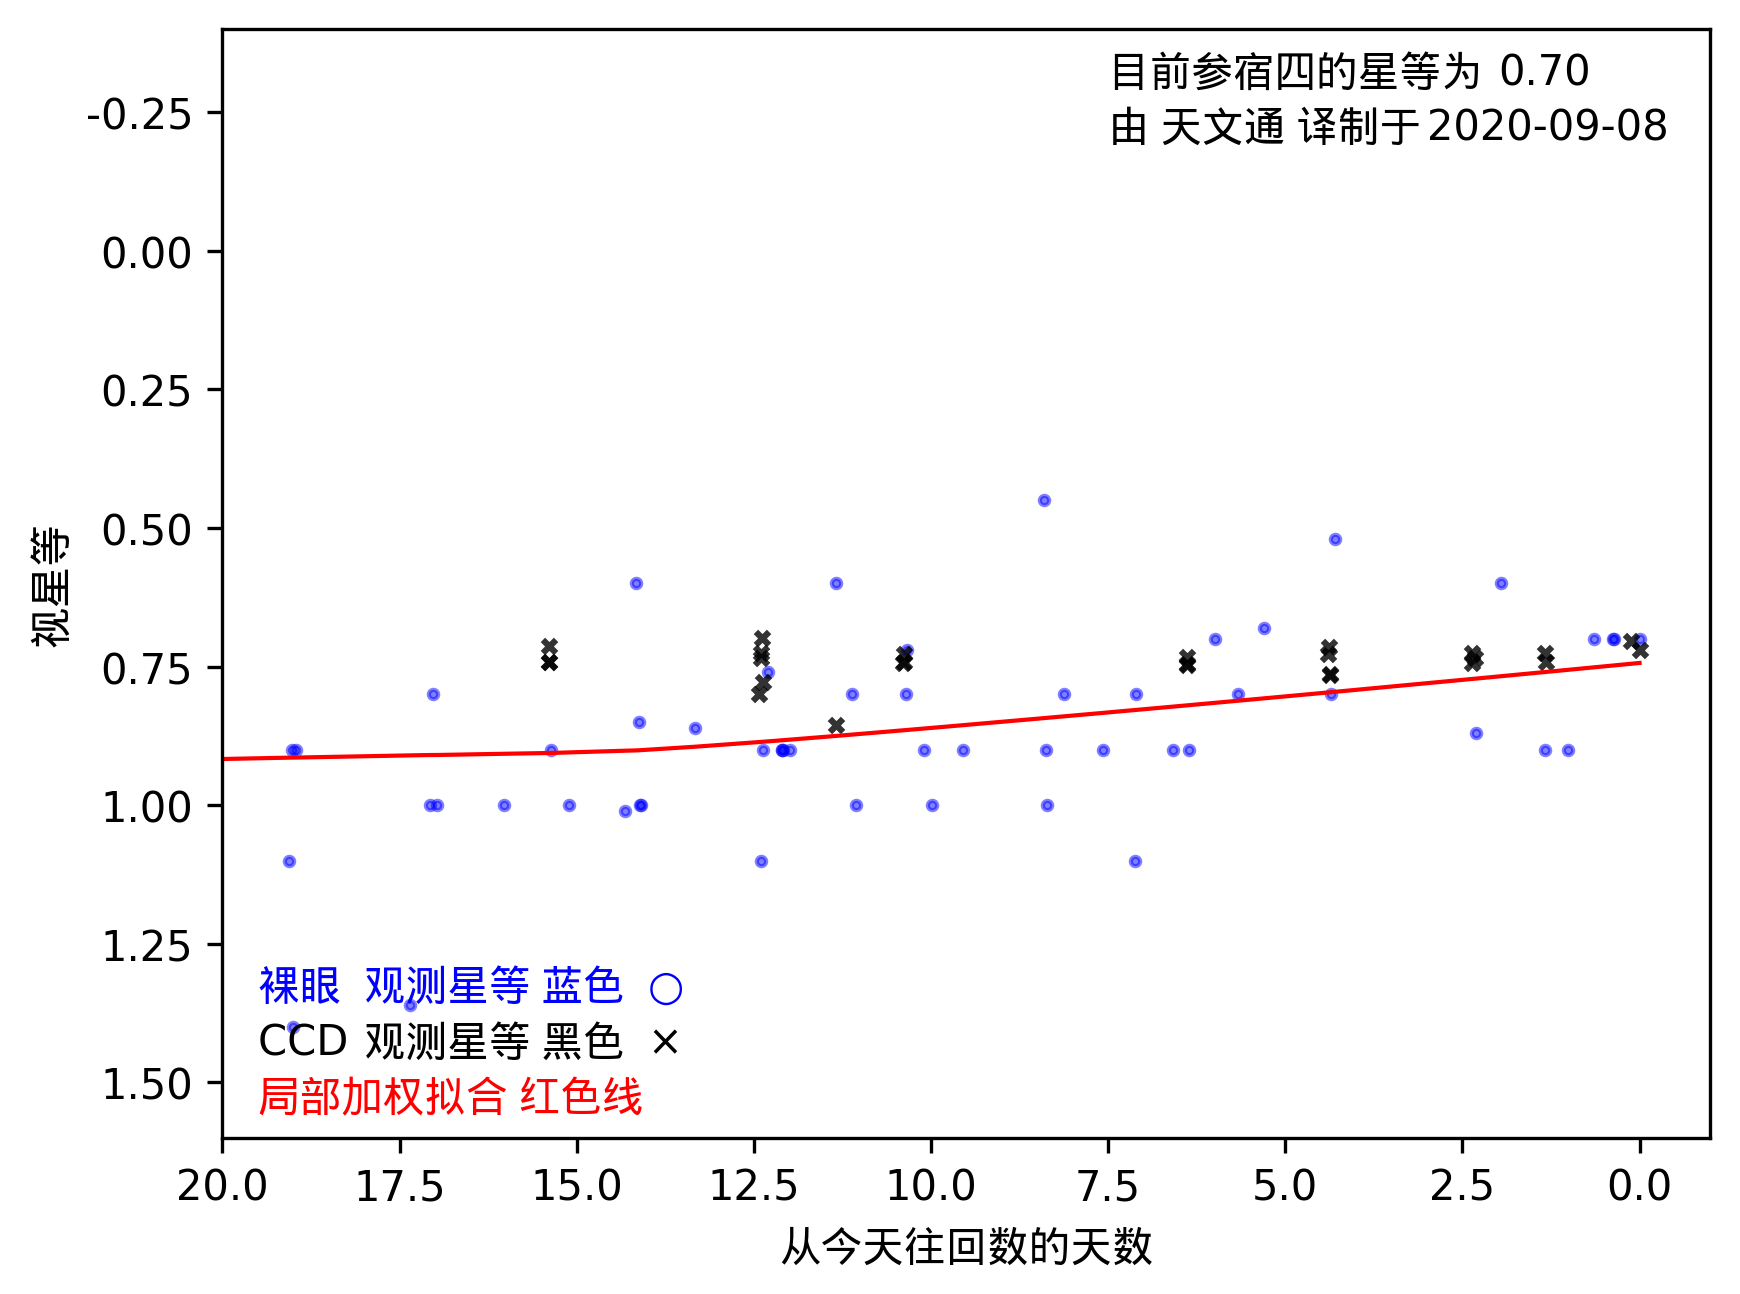 目前参宿四的星等为 0.70
由 天文通 译制于2020-09-08
-0.25
0.00
0.25
0.50
0.75
1.00
1.25
1.50
视星等
裸眼 观测星等 蓝色 ○
CCD 观测星等 黑色 ×
局部加权拟合 红色线
20.0 17.5 15.0 12.5 10.0 7.5 5.0 2.5 0.0
从今天往回数的天数